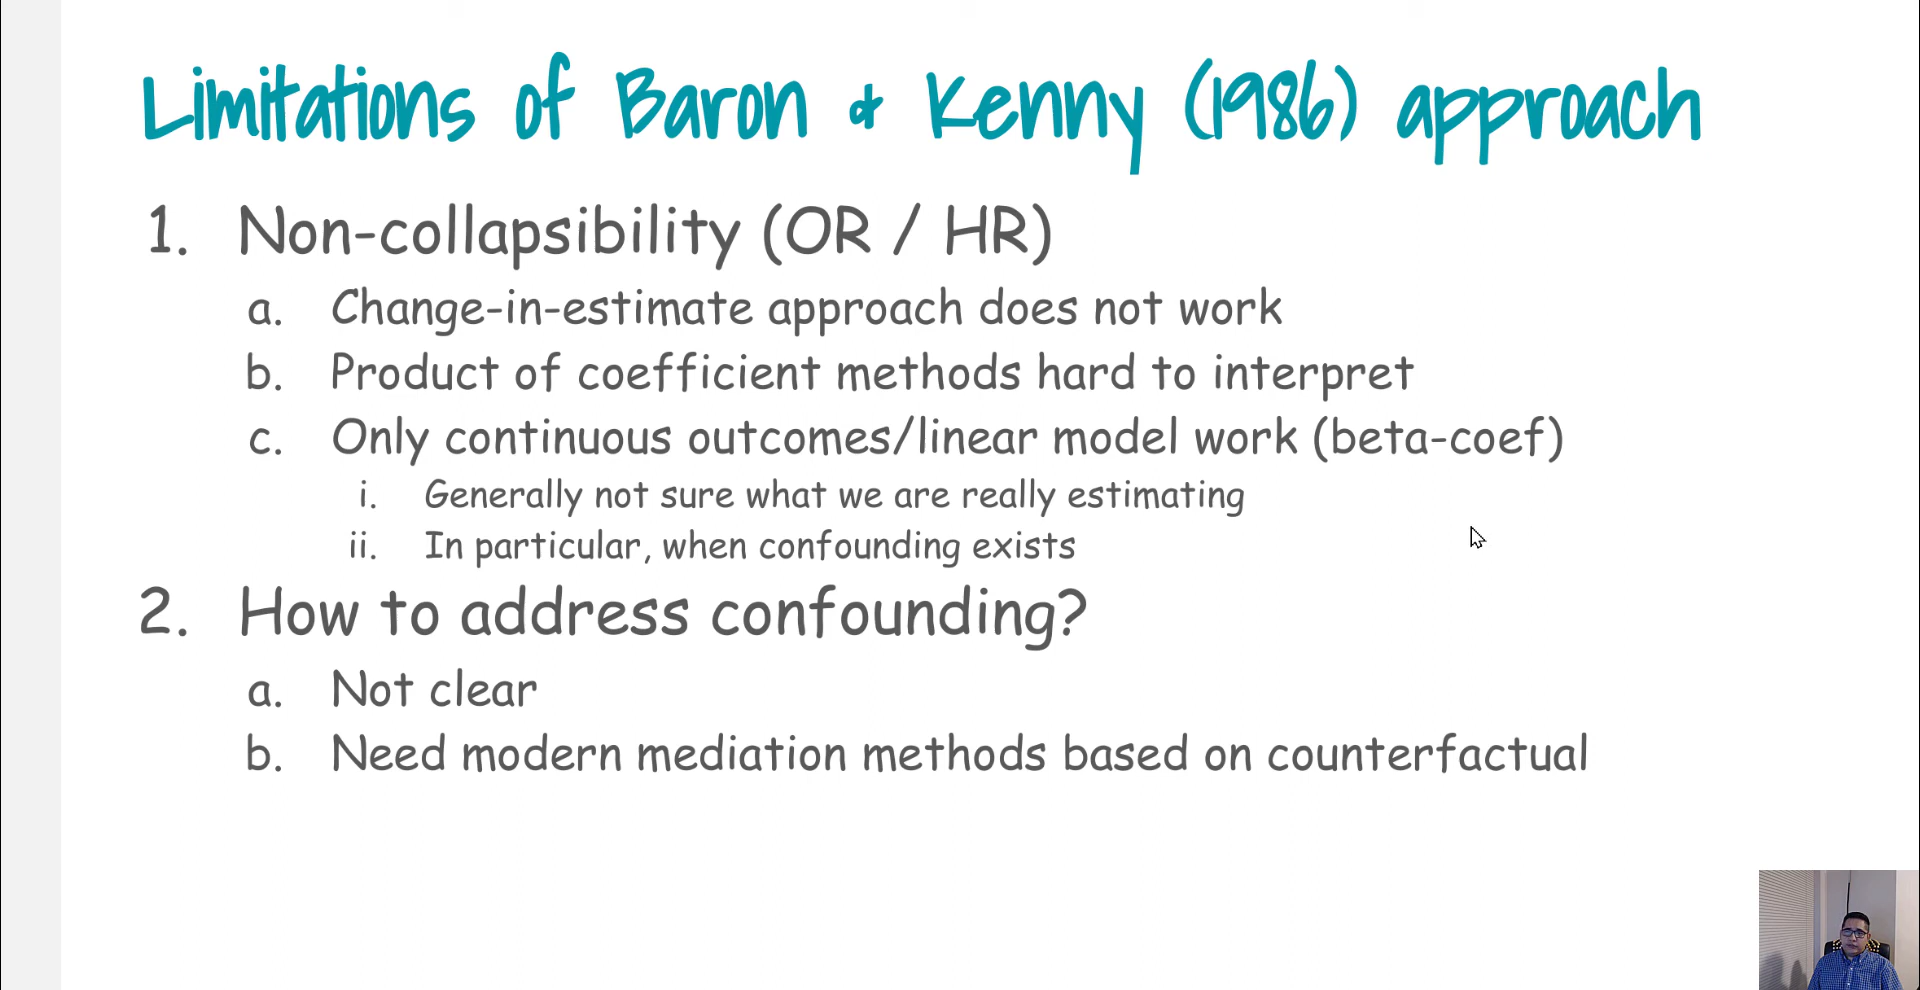 Limitations of Baron & Kenny (1986) approach
1. Non-collapsibility (OR / HR)
a. Change-in-estimate approach does not work
b. Product of coefficient methods hard to interpret
c. Only continuous outcomes/linear model work (beta-coef)
i. Generally not sure what we are really estimating
ii. In particular, when confounding exists
2. How to address confounding?
a. Not clear
b. Need modern mediation methods based on counterfactual